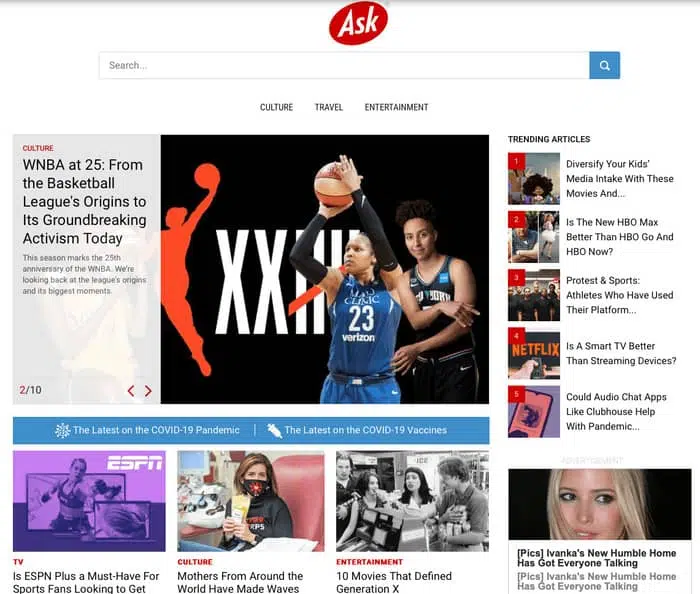 Ask
Search...
CULTURE
TRAVEL
ENTERTAINMENT
CULTURE
WNBA at 25: From
the Basketball
League's Origins to
Its Groundbreaking
Activism Today
This season marks the 25th
anniversary of the WNBA. We're
looking back at the league's origins
and its biggest moments.
2/10
MAYO
CLINIC
23
verizon
The Latest on the COVID-19 Pandemic
The Latest on the COVID-19 Vaccines
ESPN
TV
Is ESPN Plus a Must-Have For
Sports Fans Looking to Get
CULTURE
Mothers From Around the
World Have Made Waves
ICE
ENTERTAINMENT
10 Movies That Defined
Generation X
TRENDING ARTICLES
1
Diversify Your Kids'
Media Intake With These
Movies And...
2
Is The New HBO Max
Better Than HBO Go And
HBO Now?
3
Protest & Sports:
Athletes Who Have Used
Their Platform...
4
NETFLIX
Is A Smart TV Better
Than Streaming Devices?
5
Could Audio Chat Apps
Like Clubhouse Help
With Pandemic...
ADVERTISEMENT
[Pics] Ivanka's New Humble Home
Has Got Everyone Talking
[Pics] Ivanka's New Humble Home
Has Got Everyone Talking